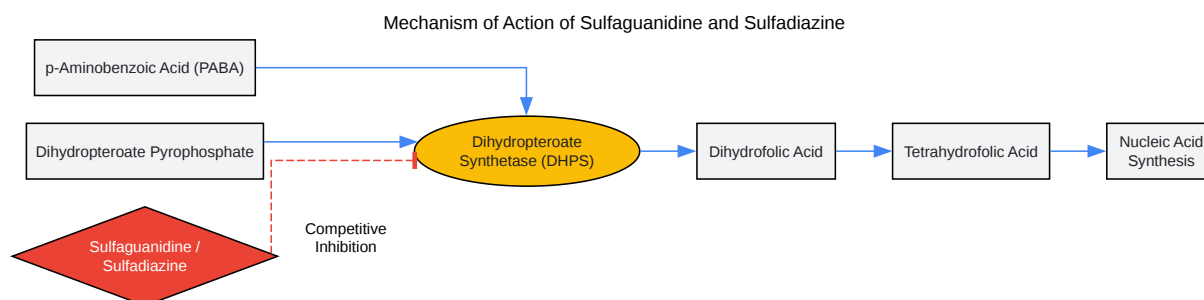 Mechanism of Action of Sulfaguanidine and Sulfadiazine
p-Aminobenzoic Acid (PABA)
Dihydropteroate Pyrophosphate
Dihydropteroate
Synthetase (DHPS)
Dihydrofolic Acid
Tetrahydrofolic Acid
Nucleic Acid
Synthesis
Sulfaguanidine /
Sulfadiazine
Competitive
Inhibition